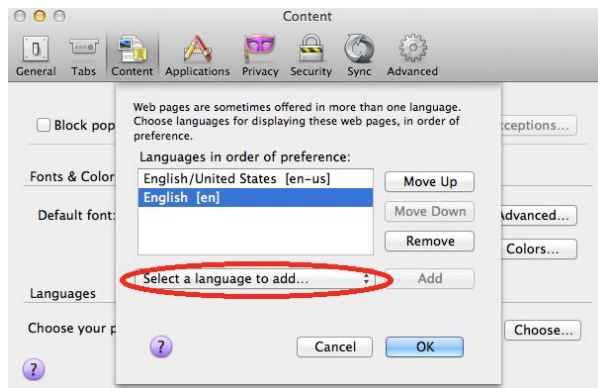 Content
General Tabs Content Applications Privacy Security Sync Advanced
Web pages are sometimes offered in more than one language.
Choose languages for displaying these web pages, in order of
preference.
Block pop
Languages in order of preference:
Fonts & Color
English/United States [en-us]
Move Up
English [en]
Default font:
Move Down
Advanced...
Remove
Colors...
Select a language to add...
Add
Languages
Choose your p
Choose...
?
Cancel
OK
?